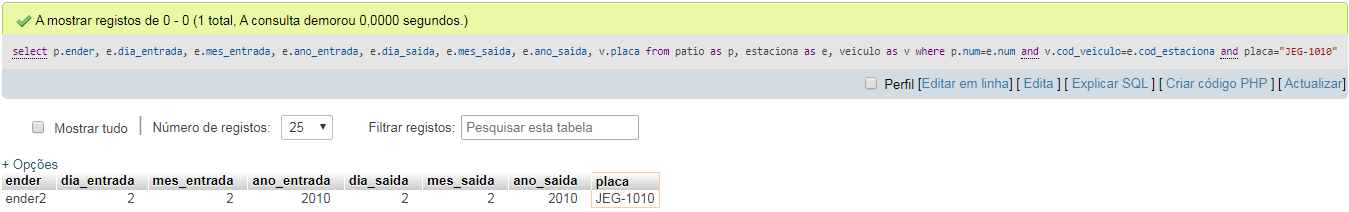 A mostrar registos de 0 - 0 (1 total, A consulta demorou 0,0000 segundos.)
select p.ender, e.dia_entrada, e.mes_entrada, e.ano_entrada, e.dia_saida, e.mes_saida, e.ano_saida, v.placa from patio as p, estaciona as e, veiculo as v where p.num=e.num and v.cod_veiculo=e.cod_estaciona and placa="JEG-1010"
Perfil [Editar em linha] [ Edita ] [ Explicar SQL ] [ Criar código PHP ] [ Actualizar]
Mostrar tudo | Número de registos: 25 Filtrar registos: Pesquisar esta tabela
+ Opções
ender dia_entrada mes_entrada ano_entrada dia_saida mes_saida ano_saida placa
ender2 2 2 2010 2 2 2010 JEG-1010